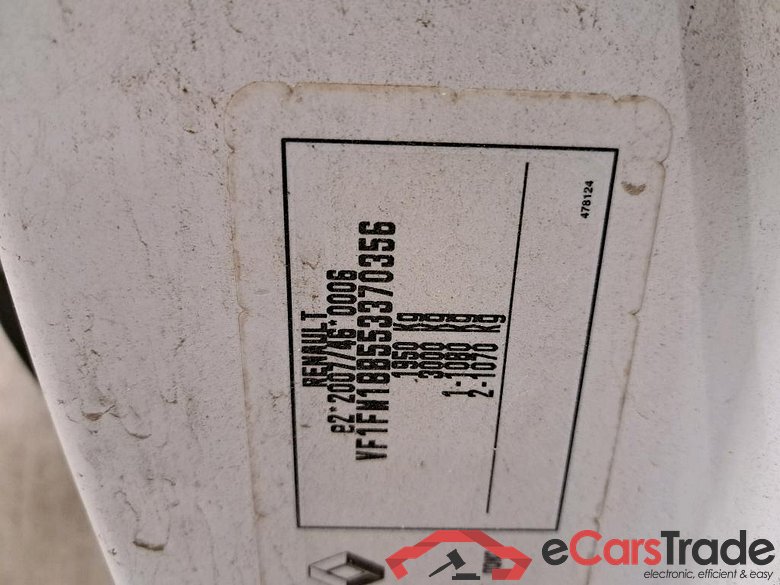 RENAULT
e2*2007/46*0006
VF1FW18B553370356
1950 Kg
3000 Kg
1-1080 Kg
2-1070 Kg
478124
eCarsTrade
electronic, efficient & easy